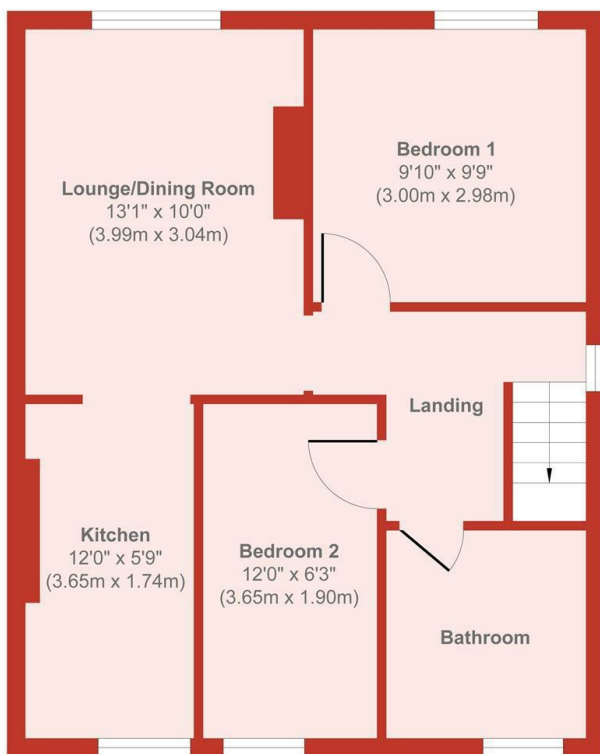 Lounge/Dining Room
13'1" x 10'0"
(3.99m x 3.04m)
Bedroom 1
9'10" x 9'9"
(3.00m x 2.98m)
Landing
Kitchen
12'0" x 5'9"
(3.65m x 1.74m)
Bedroom 2
12'0" x 6'3"
(3.65m x 1.90m)
Bathroom